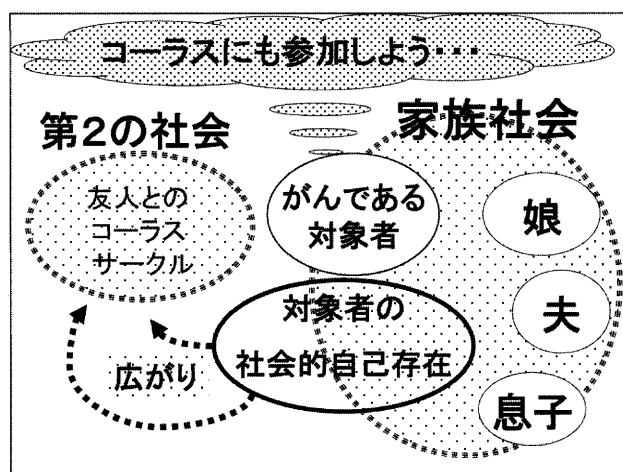 コーラスにも参加しよう・・・
第2の社会
家族社会
友人との
コーラス
サークル
がんである
対象者
娘
夫
息子
対象者の
社会的自己存在
広がり